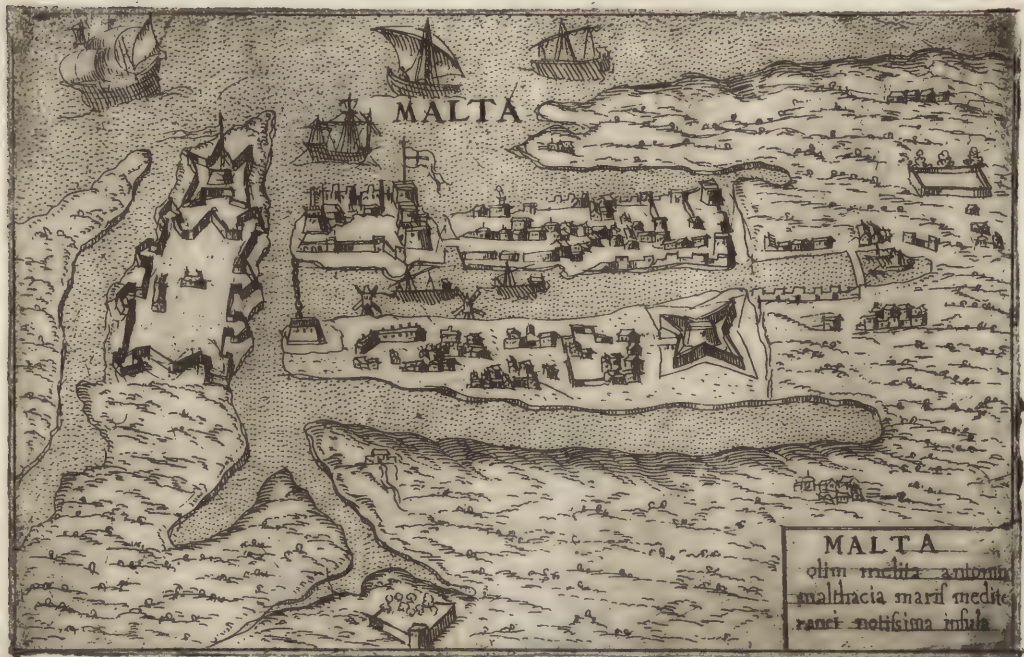 MALTA
MALTA
olim melita antonin
malthacia maris medite
ranei notissima insula